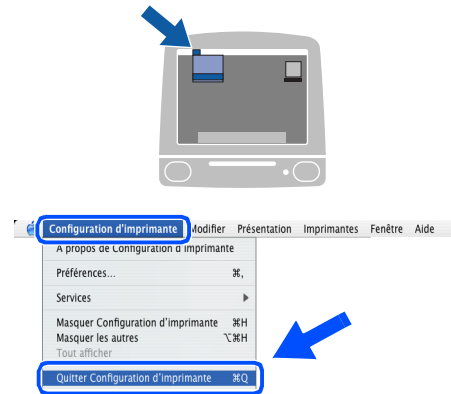 Configuration d'imprimante Modifier Présentation Imprimantes Fenêtre Aide
A propos de Configuration d'imprimante
Préférences... ⌘,
Services ▶
Masquer Configuration d'imprimante ⌘H
Masquer les autres ⌥⌘H
Tout afficher
Quitter Configuration d'imprimante ⌘Q